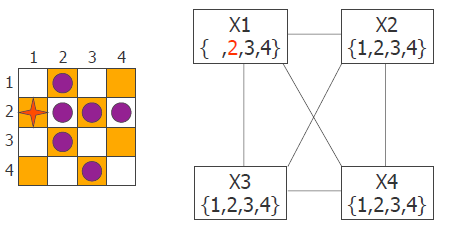 1 2 3 4
1
2
3
4
X1
{ ,2,3,4}
X2
{1,2,3,4}
X3
{1,2,3,4}
X4
{1,2,3,4}